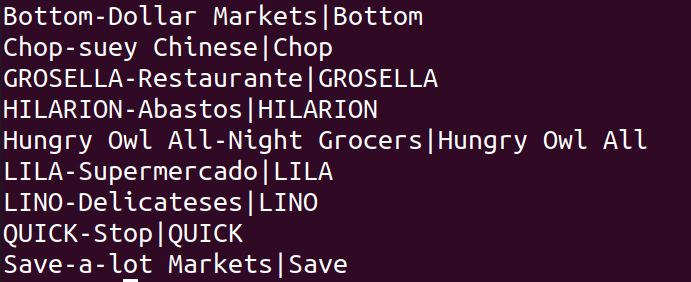 Bottom-Dollar Markets|Bottom
Chop-suey Chinese|Chop
GROSELLA-Restaurante|GROSELLA
HILARION-Abastos|HILARION
Hungry Owl All-Night Grocers|Hungry Owl All
LILA-Supermercado|LILA
LINO-Delicateses|LINO
QUICK-Stop|QUICK
Save-a-lot Markets|Save